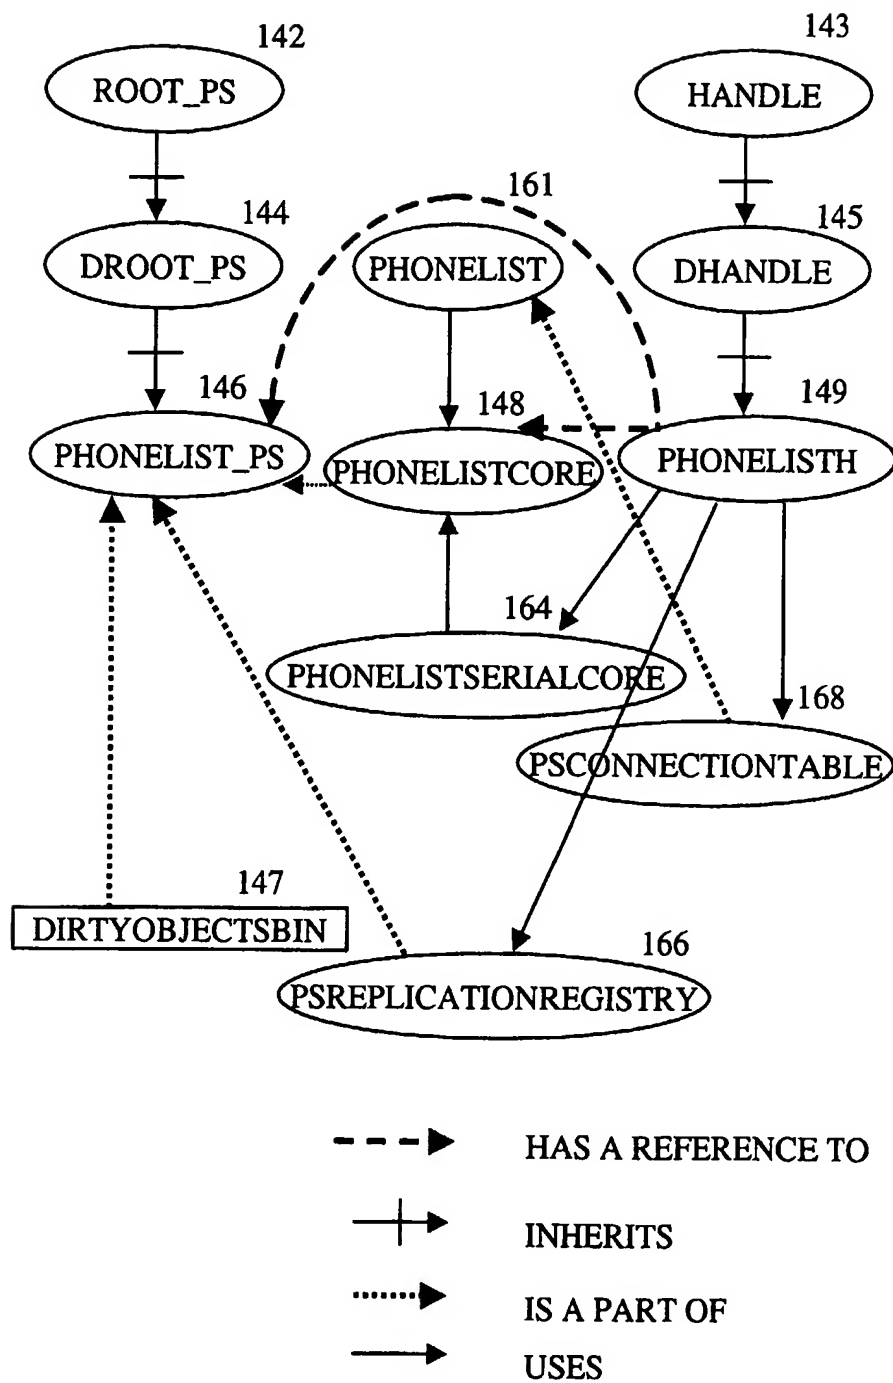 142
ROOT_PS
143
HANDLE
144
DROOT_PS
161
PHONELIST
145
DHANDLE
146
PHONELIST_PS
148
PHONELISTCORE
149
PHONELISTH
164
PHONELISTSERIALCORE
168
PSCONNECTIONTABLE
147
DIRTYOBJECTSBIN
166
PSREPLICATIONREGISTRY
HAS A REFERENCE TO
INHERITS
IS A PART OF
USES